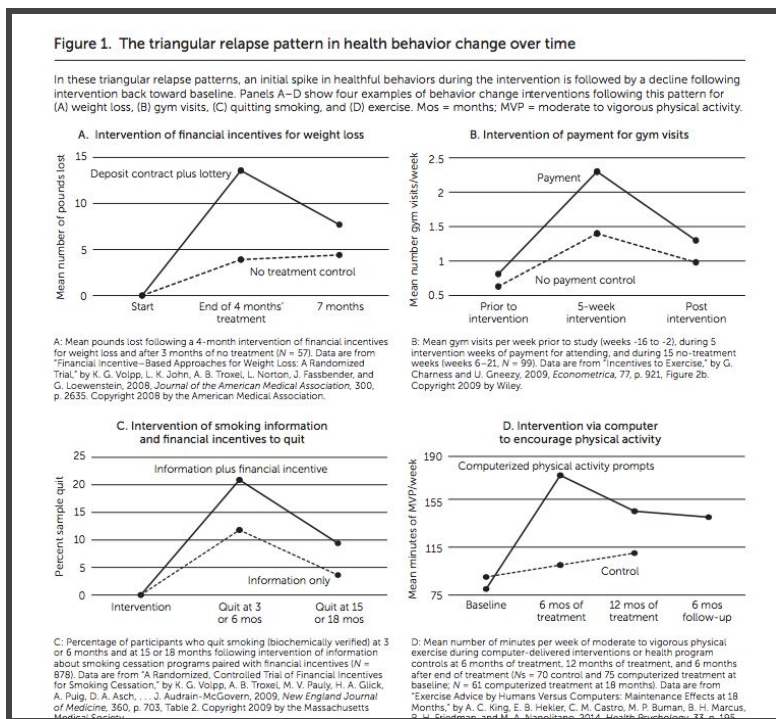 Figure 1. The triangular relapse pattern in health behavior change over time
In these triangular relapse patterns, an initial spike in healthful behaviors during the intervention is followed by a decline following
intervention back toward baseline. Panels A–D show four examples of behavior change interventions following this pattern for
(A) weight loss, (B) gym visits, (C) quitting smoking, and (D) exercise. Mos = months; MVP = moderate to vigorous physical activity.
A. Intervention of financial incentives for weight loss
Mean number of pounds lost
15
10
5
0
Deposit contract plus lottery
No treatment control
Start
End of 4 months'
treatment
7 months
A: Mean pounds lost following a 4-month intervention of financial incentives
for weight loss and after 3 months of no treatment (N = 57). Data are from
"Financial Incentive–Based Approaches for Weight Loss: A Randomized
Trial," by K. G. Volpp, L. K. John, A. B. Troxel, L. Norton, J. Fassbender, and
G. Loewenstein, 2008, Journal of the American Medical Association, 300,
p. 2635. Copyright 2008 by the American Medical Association.
B. Intervention of payment for gym visits
Mean number gym visits/week
2.5
2
1.5
1
0.5
Payment
No payment control
Prior to
intervention
5-week
intervention
Post
intervention
B: Mean gym visits per week prior to study (weeks -16 to -2), during 5
intervention weeks of payment for attending, and during 15 no-treatment
weeks (weeks 6–21, N = 99). Data are from "Incentives to Exercise," by G.
Charness and U. Gneezy, 2009, Econometrica, 77, p. 921, Figure 2b.
Copyright 2009 by Wiley.
C. Intervention of smoking information
and financial incentives to quit
Percent sample quit
25
20
15
10
5
0
Information plus financial incentive
Information only
Intervention
Quit at 3
or 6 mos
Quit at 15
or 18 mos
C: Percentage of participants who quit smoking (biochemically verified) at 3
or 6 months and at 15 or 18 months following intervention of information
about smoking cessation programs paired with financial incentives (N =
878). Data are from "A Randomized, Controlled Trial of Financial Incentives
for Smoking Cessation," by K. G. Volpp, A. B. Troxel, M. V. Pauly, H. A. Glick,
A. Puig, D. A. Asch, . . . J. Audrain-McGovern, 2009, New England Journal
of Medicine, 360, p. 703, Table 2. Copyright 2009 by the Massachusetts
Medical Society.
D. Intervention via computer
to encourage physical activity
Mean minutes of MVP/week
190
155
115
75
Computerized physical activity prompts
Control
Baseline
6 mos of
treatment
12 mos of
treatment
6 mos
follow-up
D: Mean number of minutes per week of moderate to vigorous physical
exercise during computer-delivered interventions or health program
controls at 6 months of treatment, 12 months of treatment, and 6 months
after end of treatment (Ns = 70 control and 75 computerized treatment at
baseline; N = 61 computerized treatment at 18 months). Data are from
"Exercise Advice by Humans Versus Computers: Maintenance Effects at 18
Months," by A. C. King, E. B. Hekler, C. M. Castro, M. P. Buman, B. H. Marcus,
R. H. Friedman, and M. A. Napolitano, 2014, Health Psychology, 33, p. 195,